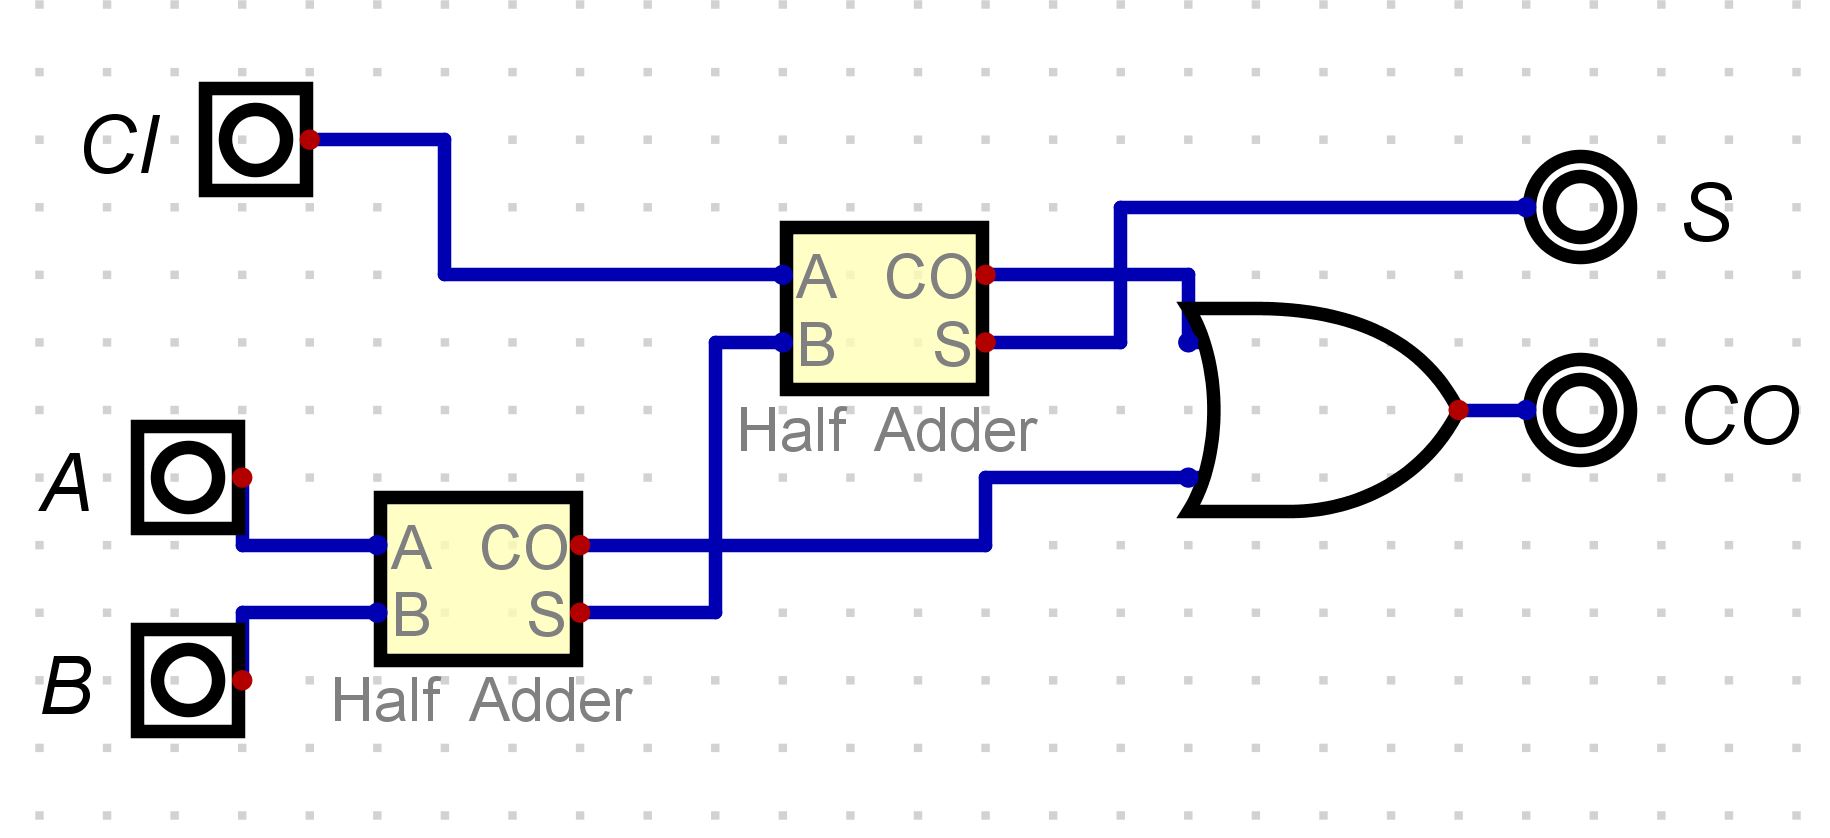 CI
S
A CO
B S
Half Adder
CO
A
A CO
B S
B
Half Adder